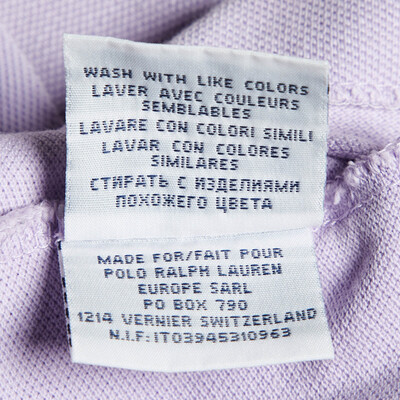 WASH WITH LIKE COLORS
LAVER AVEC COULEURS
SEMBLABLES
LAVARE CON COLORI SIMILI
LAVAR CON COLORES
SIMILARES
СТИРАТЬ С ИЗДЕЛИЯМИ
ПОХОЖЕГО ЦВЕТА
MADE FOR/FAIT POUR
POLO RALPH LAUREN
EUROPE SARL
PO BOX 790
1214 VERNIER SWITZERLAND
N.I.F:IT03945310963